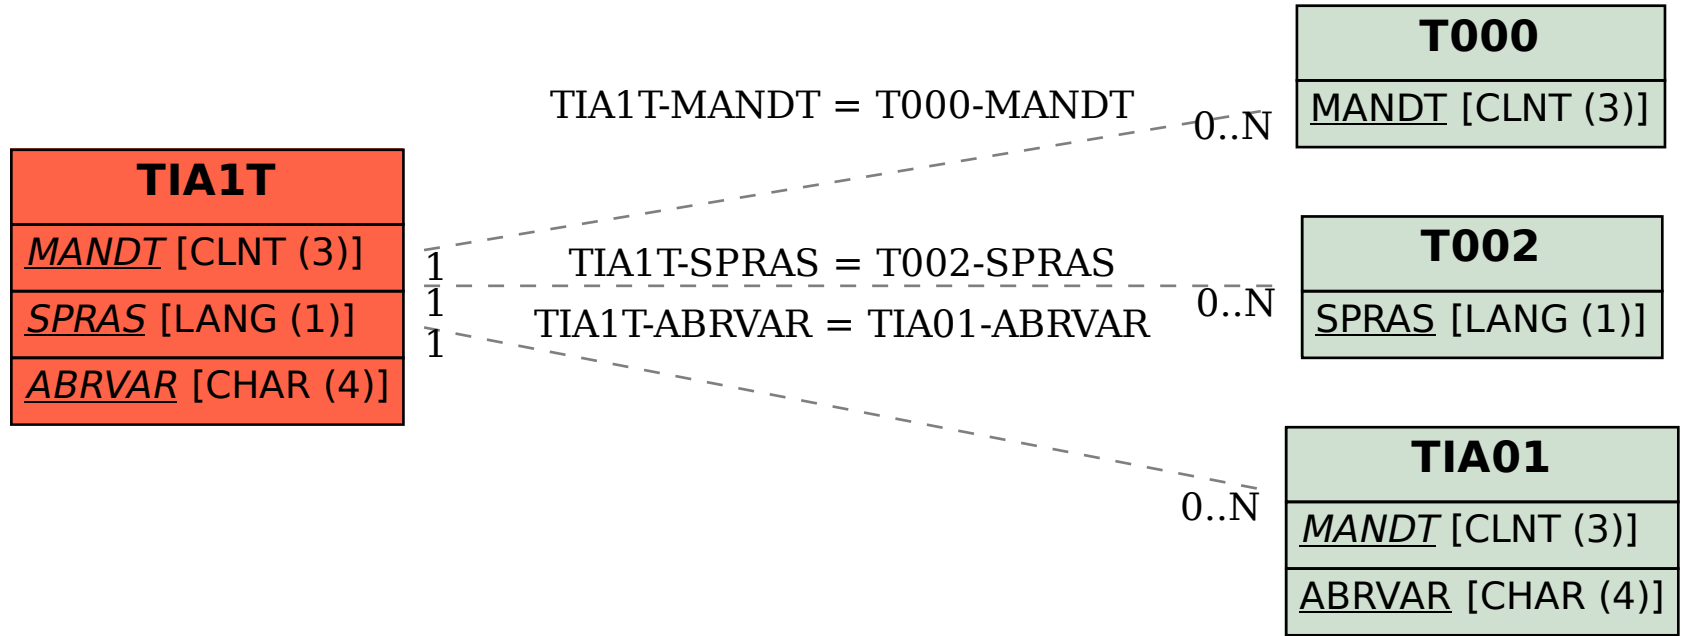 TIA1T
MANDT [CLNT (3)]
SPRAS [LANG (1)]
ABRVAR [CHAR (4)]
TIA1T-MANDT = T000-MANDT
1
0..N
TIA1T-SPRAS = T002-SPRAS
1
0..N
TIA1T-ABRVAR = TIA01-ABRVAR
1
0..N
T000
MANDT [CLNT (3)]
T002
SPRAS [LANG (1)]
TIA01
MANDT [CLNT (3)]
ABRVAR [CHAR (4)]